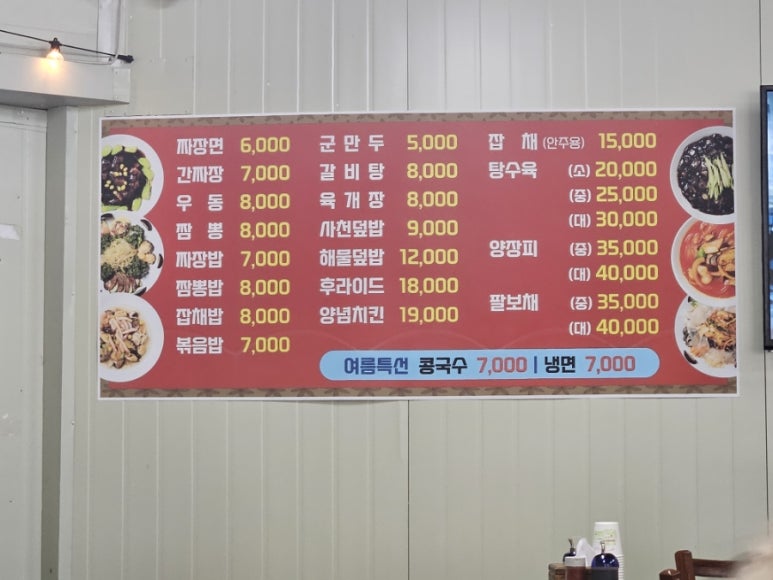 짜장면 6,000
간짜장 7,000
우동 8,000
짬뽕 8,000
짜장밥 7,000
짬뽕밥 8,000
잡채밥 8,000
볶음밥 7,000
군만두 5,000
갈비탕 8,000
육개장 8,000
사천덮밥 9,000
해물덮밥 12,000
후라이드 18,000
양념치킨 19,000
잡채 (안주용) 15,000
탕수육 (소) 20,000
(중) 25,000
(대) 30,000
양장피 (중) 35,000
(대) 40,000
팔보채 (중) 35,000
(대) 40,000
여름특선 콩국수 7,000 | 냉면 7,000